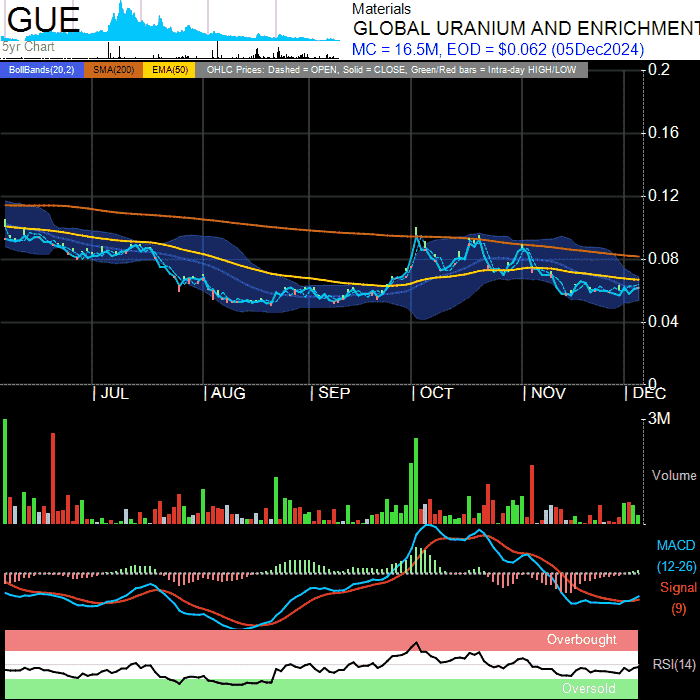 GUE
Materials
GLOBAL URANIUM AND ENRICHMENT
MC = 16.5M, EOD = $0.062 (05Dec2024)
5yr Chart
BollBands(20,2) SMA(200) EMA(50) OHLC Prices: Dashed = OPEN, Solid = CLOSE, Green/Red bars = Intra-day HIGH/LOW
0.2
0.16
0.12
0.08
0.04
0
JUL AUG SEP OCT NOV DEC
3M
Volume
MACD
(12-26)
Signal
(9)
Overbought
RSI(14)
Oversold